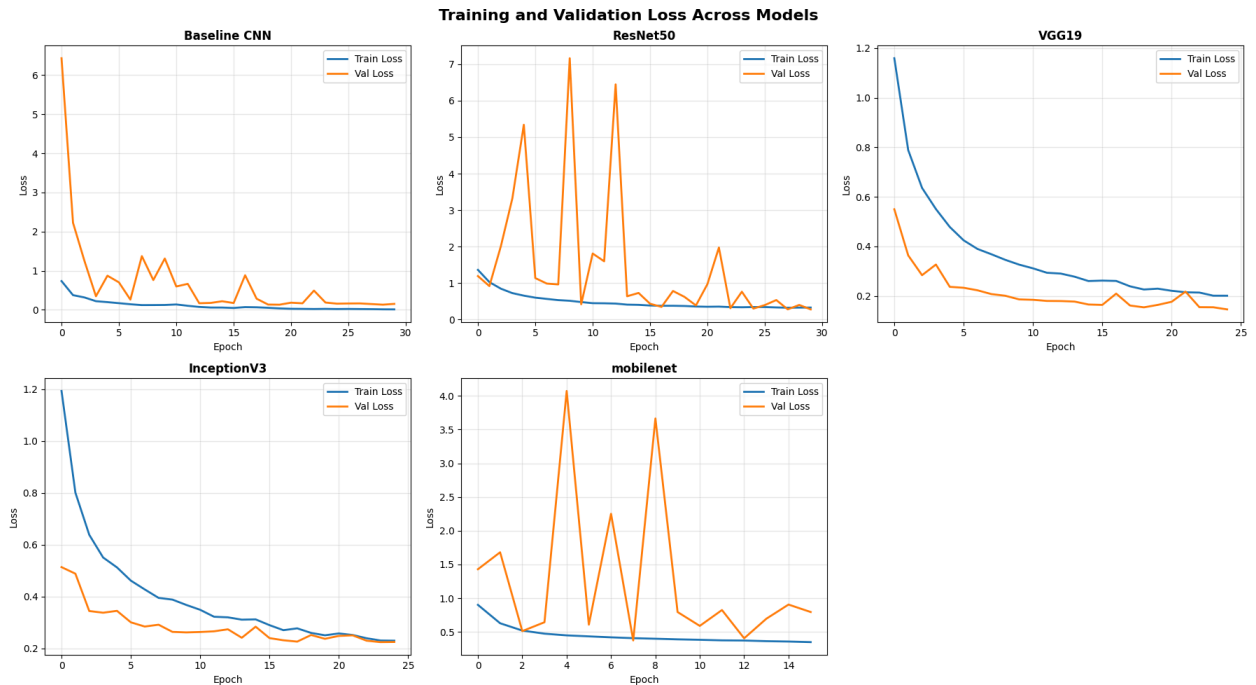 Training and Validation Loss Across Models
Baseline CNN
Train Loss
Val Loss
6
5
4
3
2
1
0
Loss
0 5 10 15 20 25 30
Epoch
ResNet50
Train Loss
Val Loss
7
6
5
4
3
2
1
0
Loss
0 5 10 15 20 25 30
Epoch
VGG19
Train Loss
Val Loss
1.2
1.0
0.8
0.6
0.4
0.2
Loss
0 5 10 15 20 25
Epoch
InceptionV3
Train Loss
Val Loss
1.2
1.0
0.8
0.6
0.4
0.2
Loss
0 5 10 15 20 25
Epoch
mobilenet
Train Loss
Val Loss
4.0
3.5
3.0
2.5
2.0
1.5
1.0
0.5
Loss
0 2 4 6 8 10 12 14
Epoch